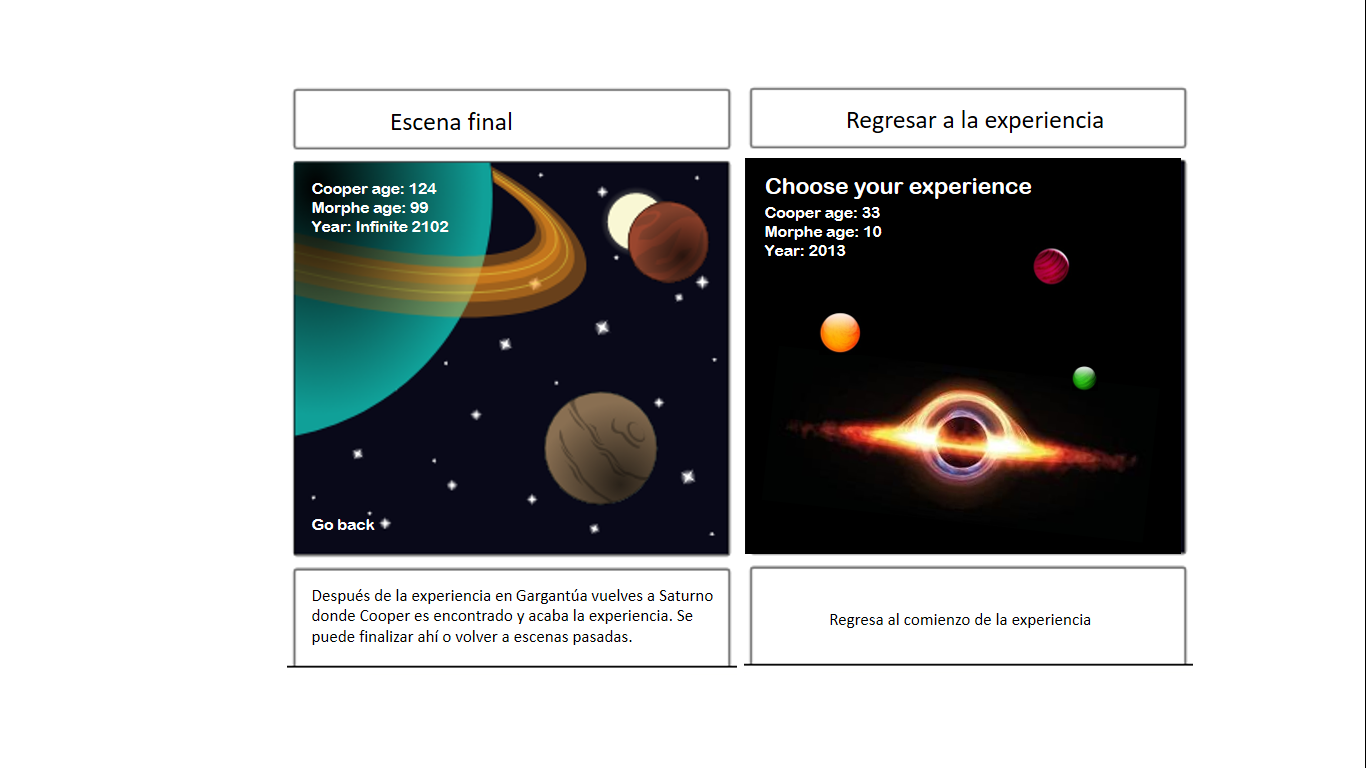 Escena final
Cooper age: 124
Morphe age: 99
Year: Infinite 2102
Go back
Después de la experiencia en Gargantúa vuelves a Saturno
donde Cooper es encontrado y acaba la experiencia. Se
puede finalizar ahí o volver a escenas pasadas.
Regresar a la experiencia
Choose your experience
Cooper age: 33
Morphe age: 10
Year: 2013
Regresa al comienzo de la experiencia